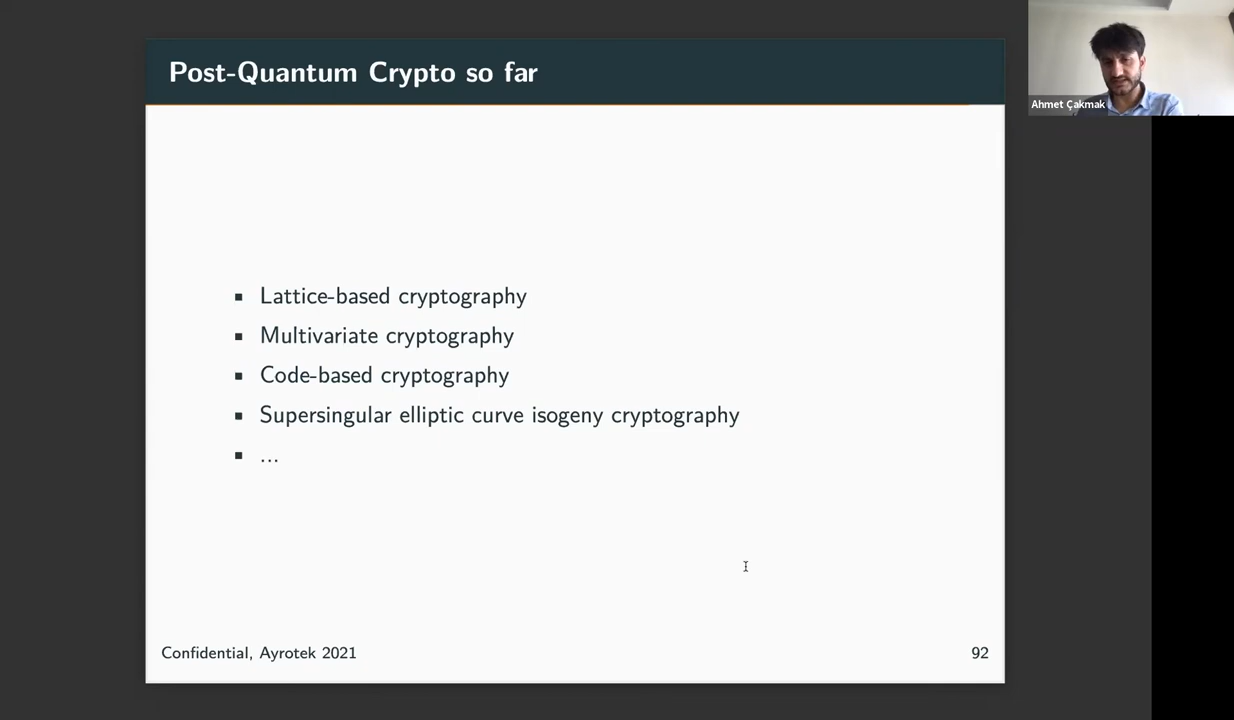 Post-Quantum Crypto so far
Ahmet Çakmak
▪ Lattice-based cryptography
▪ Multivariate cryptography
▪ Code-based cryptography
▪ Supersingular elliptic curve isogeny cryptography
▪ ...
Confidential, Ayrotek 2021
92